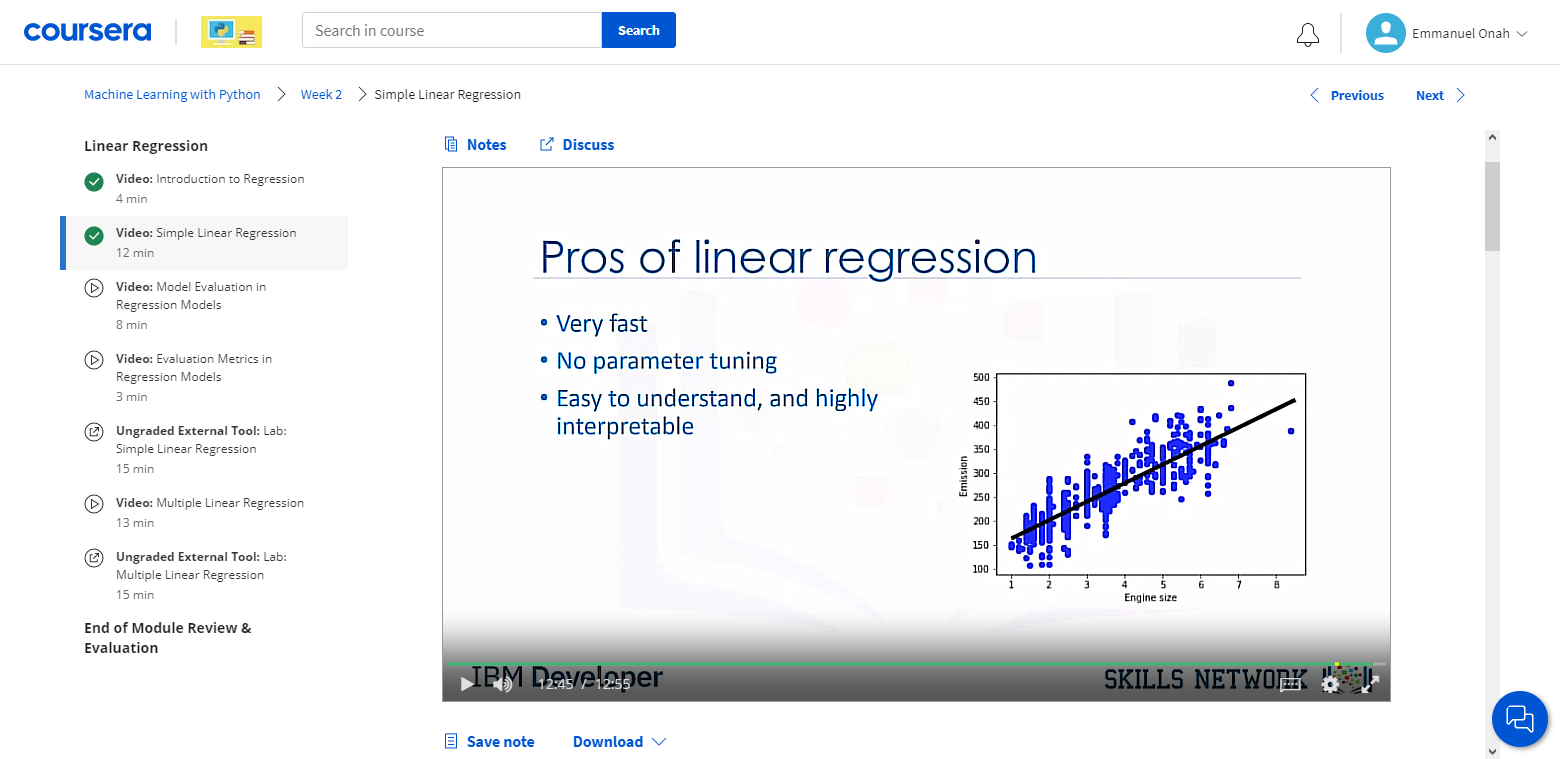 coursera
Search in course
Search
Emmanuel Onah
Machine Learning with Python
Week 2
Simple Linear Regression
Previous
Next
Linear Regression
Video: Introduction to Regression
4 min
Video: Simple Linear Regression
12 min
Video: Model Evaluation in
Regression Models
8 min
Video: Evaluation Metrics in
Regression Models
3 min
Ungraded External Tool: Lab:
Simple Linear Regression
15 min
Video: Multiple Linear Regression
13 min
Ungraded External Tool: Lab:
Multiple Linear Regression
15 min
End of Module Review &
Evaluation
Notes
Discuss
Pros of linear regression
• Very fast
• No parameter tuning
• Easy to understand, and highly
interpretable
500
450
400
350
300
250
200
150
100
Emission
1 2 3 4 5 6 7 8
Engine size
IBM Developer
SKILLS NETWORK
12:45 / 12:55
Save note
Download